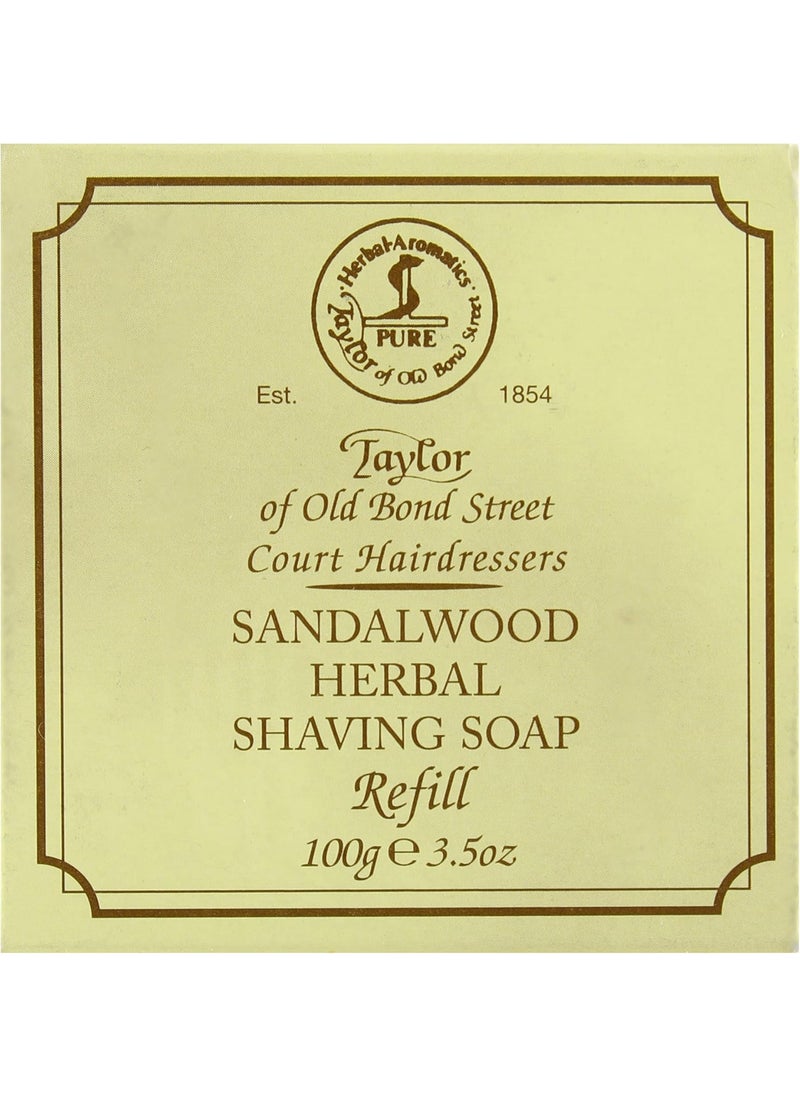 ·Herbal-Aromatics·
PURE
Taylor of Old Bond Street
Est. 1854
Taylor
of Old Bond Street
Court Hairdressers
SANDALWOOD
HERBAL
SHAVING SOAP
Refill
100g ℮ 3.5oz